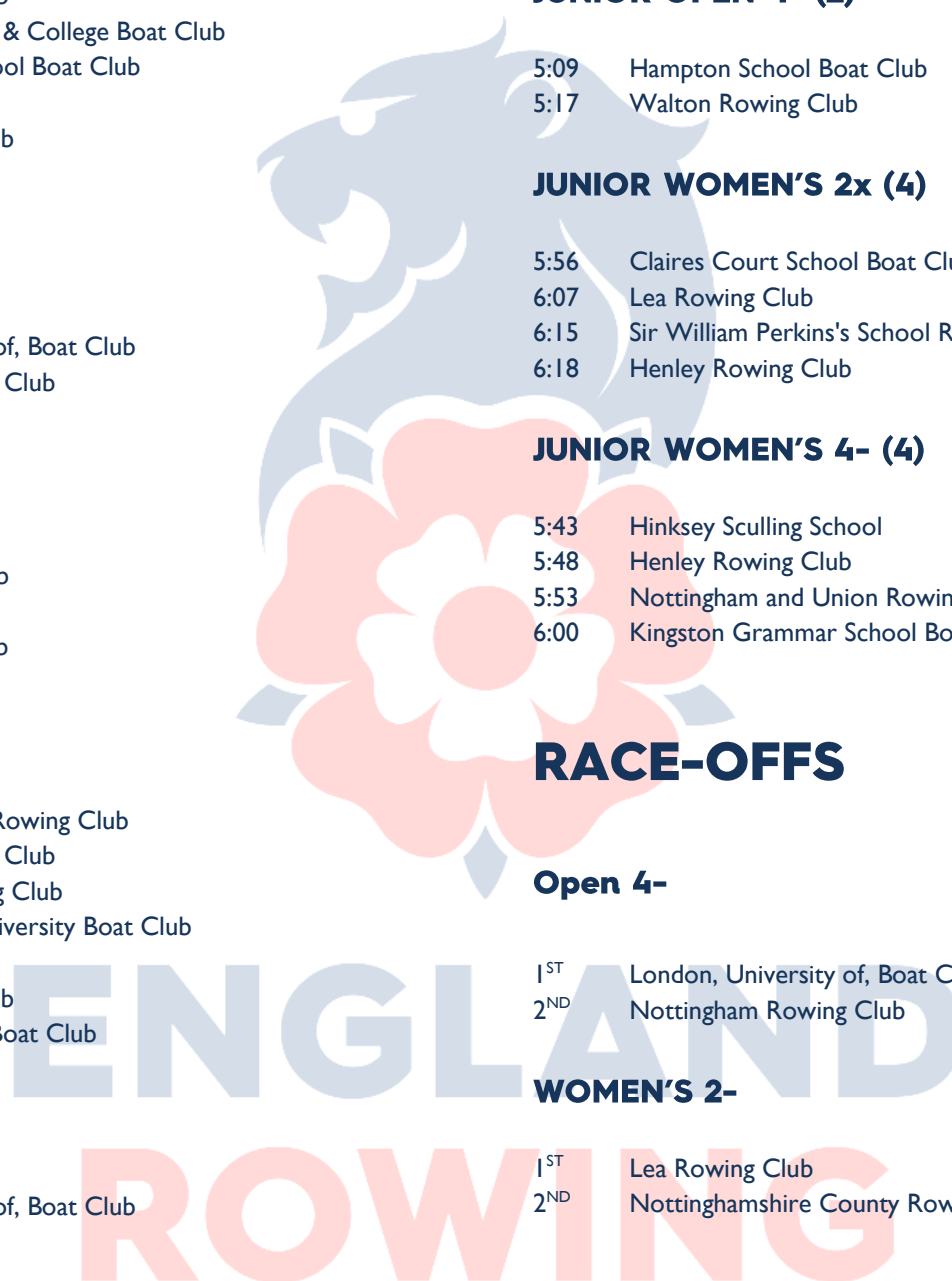 & College Boat Club
ool Boat Club
b
of, Boat Club
Club
b
b
Rowing Club
Club
g Club
iversity Boat Club
b
Boat Club
of, Boat Club
JUNIOR OPEN
5:09 Hampton School Boat Club
5:17 Walton Rowing Club
JUNIOR WOMEN'S 2x (4)
5:56 Claires Court School Boat Clu
6:07 Lea Rowing Club
6:15 Sir William Perkins's School R
6:18 Henley Rowing Club
JUNIOR WOMEN'S 4- (4)
5:43 Hinksey Sculling School
5:48 Henley Rowing Club
5:53 Nottingham and Union Rowin
6:00 Kingston Grammar School Bo
RACE-OFFS
Open 4-
1ST London, University of, Boat C
2ND Nottingham Rowing Club
WOMEN'S 2-
1ST Lea Rowing Club
2ND Nottinghamshire County Row
ENGLAND
ROWING